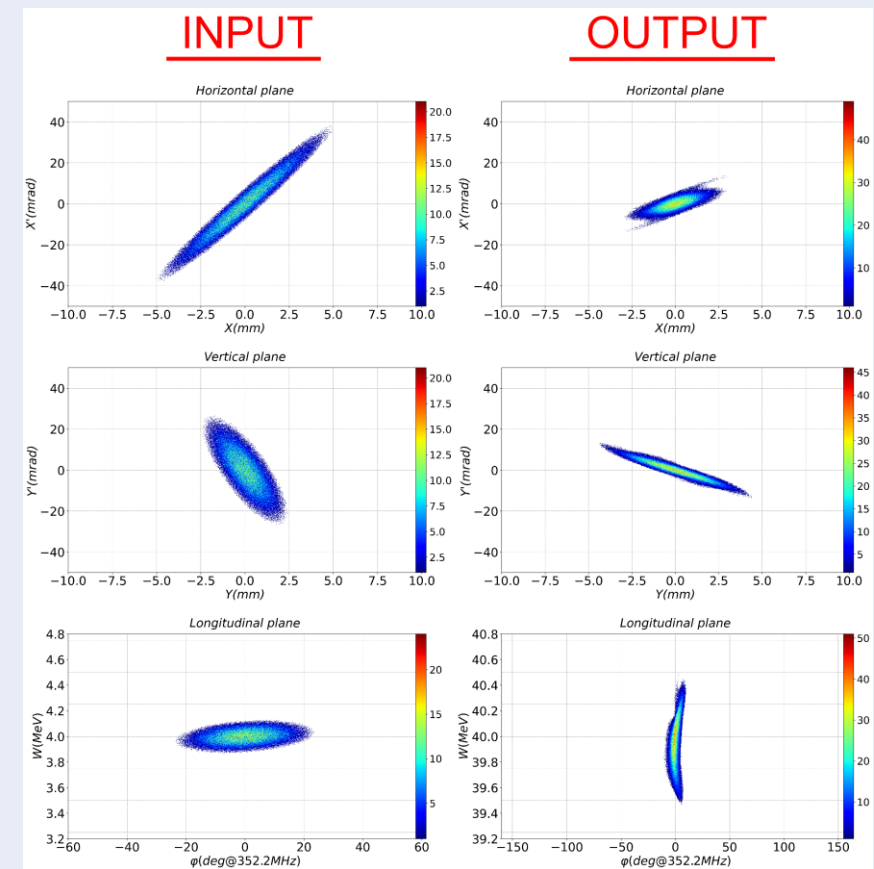 INPUT
OUTPUT
Horizontal plane
40
20
0
−20
−40
X'(mrad)
−10.0 −7.5 −5.0 −2.5 0.0 2.5 5.0 7.5 10.0
X(mm)
20.0
17.5
15.0
12.5
10.0
7.5
5.0
2.5
Horizontal plane
40
20
0
−20
−40
X'(mrad)
−10.0 −7.5 −5.0 −2.5 0.0 2.5 5.0 7.5 10.0
X(mm)
40
30
20
10
Vertical plane
40
20
0
−20
−40
Y'(mrad)
−10.0 −7.5 −5.0 −2.5 0.0 2.5 5.0 7.5 10.0
Y(mm)
20.0
17.5
15.0
12.5
10.0
7.5
5.0
2.5
Vertical plane
40
20
0
−20
−40
Y'(mrad)
−10.0 −7.5 −5.0 −2.5 0.0 2.5 5.0 7.5 10.0
Y(mm)
45
40
35
30
25
20
15
10
5
Longitudinal plane
4.8
4.6
4.4
4.2
4.0
3.8
3.6
3.4
3.2
W(MeV)
−60 −40 −20 0 20 40 60
φ(deg@352.2MHz)
20
15
10
5
Longitudinal plane
40.8
40.6
40.4
40.2
40.0
39.8
39.6
39.4
39.2
W(MeV)
−150 −100 −50 0 50 100 150
φ(deg@352.2MHz)
50
40
30
20
10